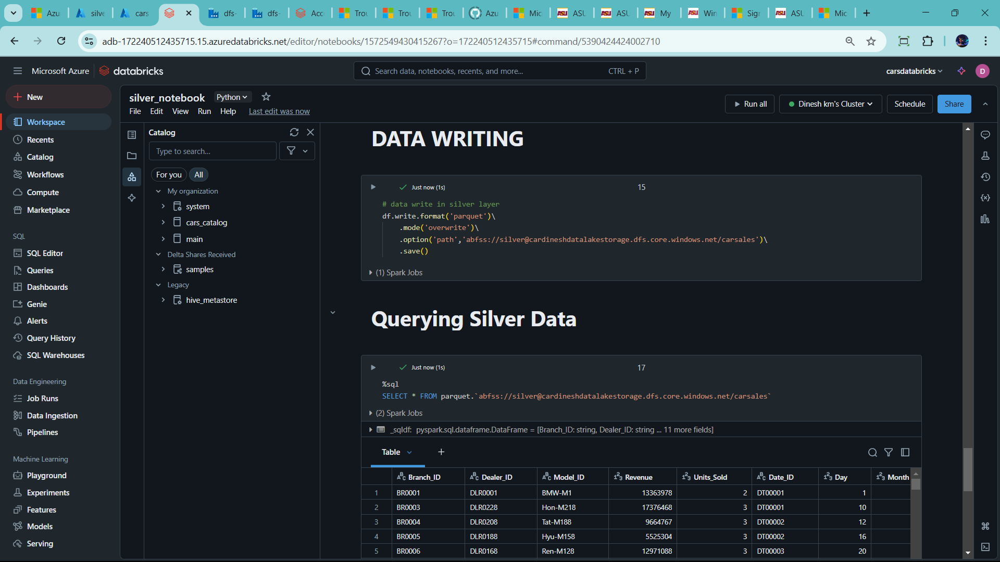 Azu
silve
cars
dfs-
dfs-
Acc
Trou
Trou
Trou
Azu
Mic
ASU
ASU
My
Win
Sign
ASU
Mic
adb-172240512435715.15.azuredatabricks.net/editor/notebooks/1572549430415267?o=172240512435715#command/5390424424002710
Microsoft Azure
databricks
Search data, notebooks, recents, and more...
CTRL + P
carsdatabricks
D
New
Workspace
Recents
Catalog
Workflows
Compute
Marketplace
SQL
SQL Editor
Queries
Dashboards
Genie
Alerts
Query History
SQL Warehouses
Data Engineering
Job Runs
Data Ingestion
Pipelines
Machine Learning
Playground
Experiments
Features
Models
Serving
silver_notebook
Python
File Edit View Run Help Last edit was now
Run all
Dinesh km's Cluster
Schedule
Share
Catalog
Type to search...
For you
All
My organization
system
cars_catalog
main
Delta Shares Received
samples
Legacy
hive_metastore
DATA WRITING
Just now (1s)
15
# data write in silver layer
df.write.format('parquet')\
.mode('overwrite')\
.option('path','abfss://silver@cardineshdatalakestorage.dfs.core.windows.net/carsales')\
.save()
(1) Spark Jobs
Querying Silver Data
Just now (1s)
17
%sql
SELECT * FROM parquet.`abfss://silver@cardineshdatalakestorage.dfs.core.windows.net/carsales`
(2) Spark Jobs
_sqldf: pyspark.sql.dataframe.DataFrame = [Branch_ID: string, Dealer_ID: string ... 11 more fields]
Table
Branch_ID Dealer_ID Model_ID Revenue Units_Sold Date_ID Day Month
1 BR0001 DLR0001 BMW-M1 13363978 2 DT00001 1
2 BR0003 DLR0228 Hon-M218 17376468 3 DT00001 10
3 BR0004 DLR0208 Tat-M188 9664767 3 DT00002 12
4 BR0005 DLR0188 Hyu-M158 5525304 3 DT00002 16
5 BR0006 DLR0168 Ren-M128 12971088 3 DT00003 20